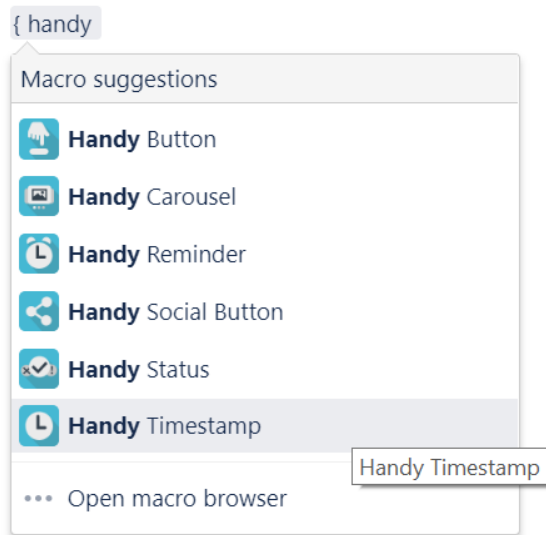 { handy
Macro suggestions
Handy Button
Handy Carousel
Handy Reminder
Handy Social Button
Handy Status
Handy Timestamp
Handy Timestamp
Open macro browser